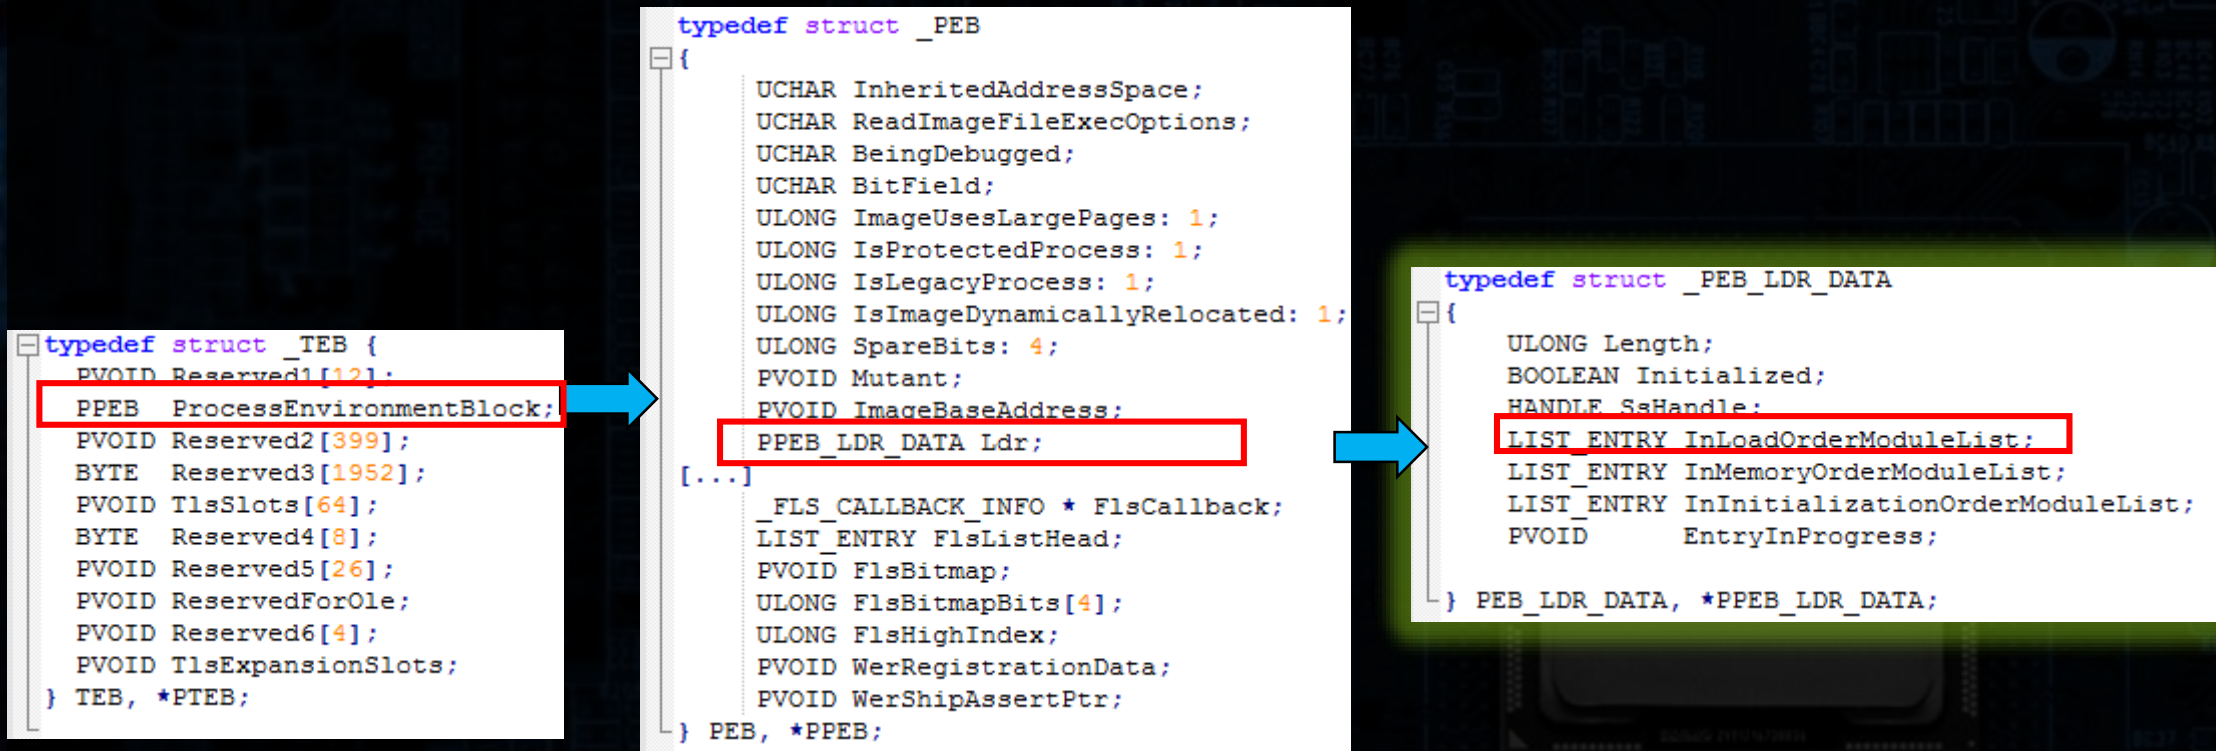 typedef struct _TEB {
PVOID Reserved1[12];
PPEB ProcessEnvironmentBlock;
PVOID Reserved2[399];
BYTE Reserved3[1952];
PVOID TlsSlots[64];
BYTE Reserved4[8];
PVOID Reserved5[26];
PVOID ReservedForOle;
PVOID Reserved6[4];
PVOID TlsExpansionSlots;
} TEB, *PTEB;
typedef struct _PEB
{
UCHAR InheritedAddressSpace;
UCHAR ReadImageFileExecOptions;
UCHAR BeingDebugged;
UCHAR BitField;
ULONG ImageUsesLargePages: 1;
ULONG IsProtectedProcess: 1;
ULONG IsLegacyProcess: 1;
ULONG IsImageDynamicallyRelocated: 1;
ULONG SpareBits: 4;
PVOID Mutant;
PVOID ImageBaseAddress;
PPEB_LDR_DATA Ldr;
[...]
_FLS_CALLBACK_INFO * FlsCallback;
LIST_ENTRY FlsListHead;
PVOID FlsBitmap;
ULONG FlsBitmapBits[4];
ULONG FlsHighIndex;
PVOID WerRegistrationData;
PVOID WerShipAssertPtr;
} PEB, *PPEB;
typedef struct _PEB_LDR_DATA
{
ULONG Length;
BOOLEAN Initialized;
HANDLE SsHandle;
LIST_ENTRY InLoadOrderModuleList;
LIST_ENTRY InMemoryOrderModuleList;
LIST_ENTRY InInitializationOrderModuleList;
PVOID EntryInProgress;
} PEB_LDR_DATA, *PPEB_LDR_DATA;